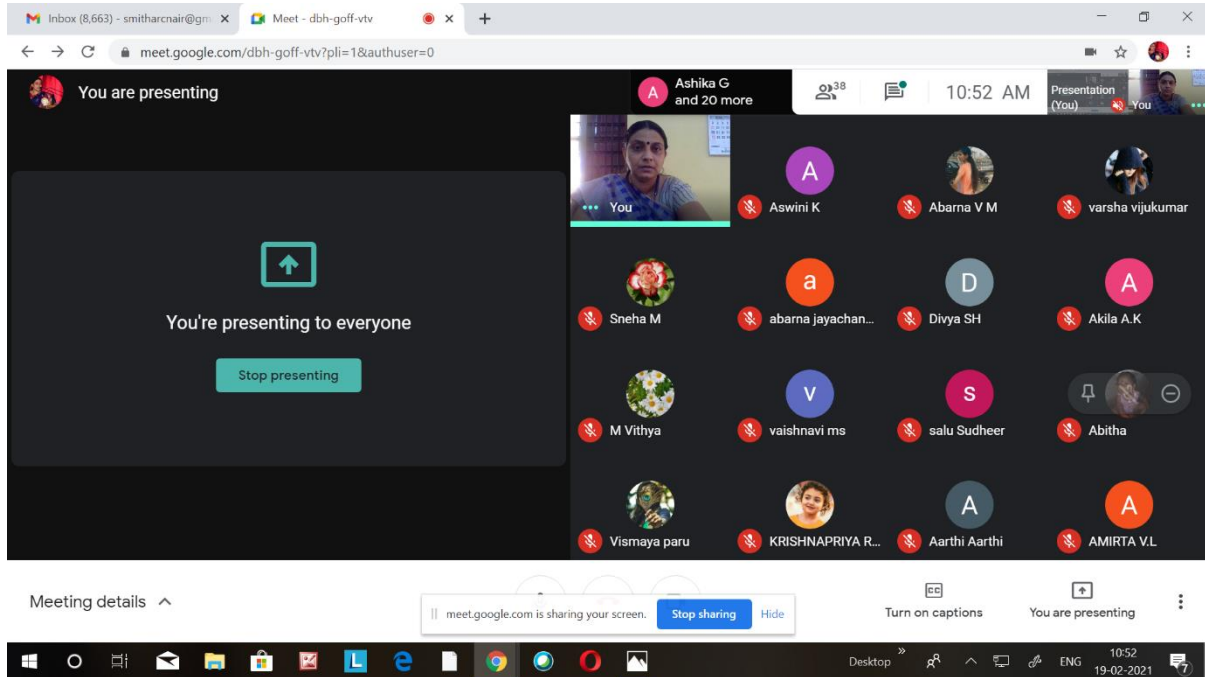 Inbox (8,663) - smitharcnair@gm
Meet - dbh-goff-vtv
meet.google.com/dbh-goff-vtv?pli=1&authuser=0
You are presenting
A
Ashika G
and 20 more
38
10:52 AM
Presentation
(You)
You
You
A
Aswini K
Abarna V M
varsha vijukumar
You're presenting to everyone
Stop presenting
Sneha M
a
abarna jayachan...
D
Divya SH
A
Akila A.K
M Vithya
v
vaishnavi ms
s
salu Sudheer
Abitha
Vismaya paru
KRISHNAPRIYA R...
A
Aarthi Aarthi
A
AMIRTA V.L
Meeting details
meet.google.com is sharing your screen.
Stop sharing
Hide
CC
Turn on captions
You are presenting
L
Desktop
ENG
10:52
19-02-2021
7